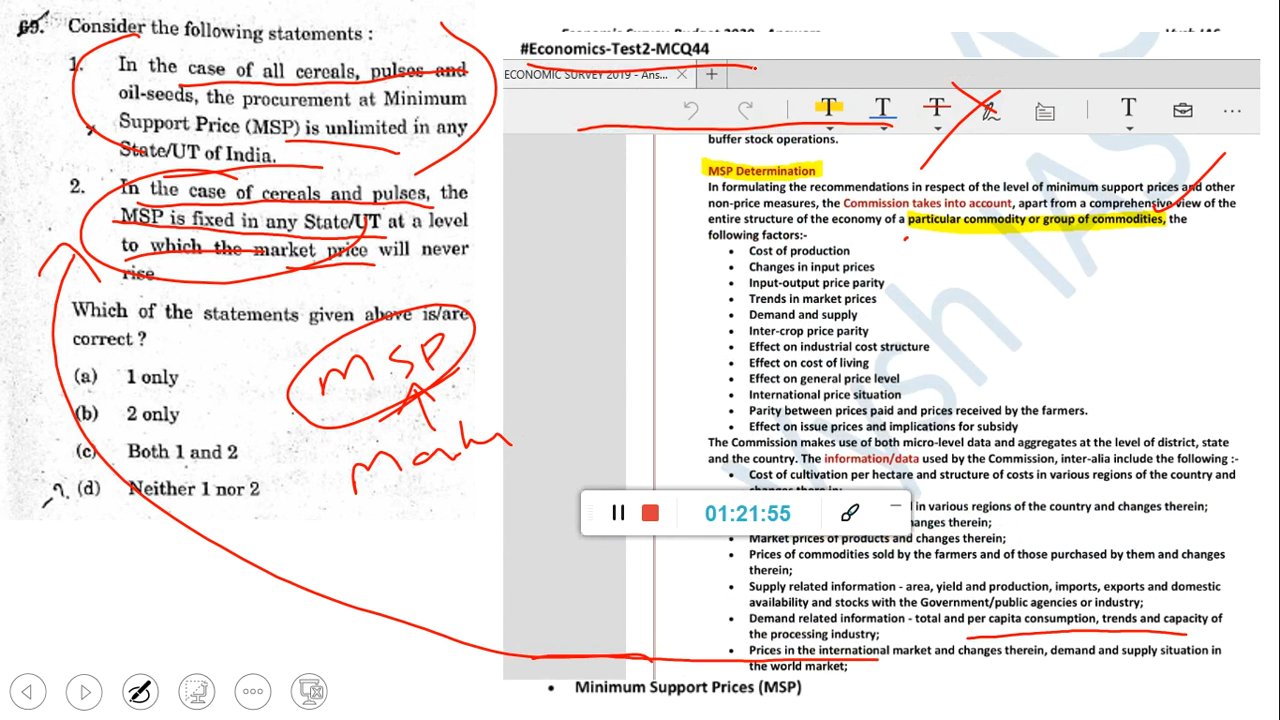 69. Consider the following statements :
1. In the case of all cereals, pulses and
oil-seeds, the procurement at Minimum
Support Price (MSP) is unlimited in any
State/UT of India.
2. In the case of cereals and pulses, the
MSP is fixed in any State/UT at a level
to which the market price will never
rise.
Which of the statements given above is/are
correct ?
(a) 1 only
(b) 2 only
(c) Both 1 and 2
(d) Neither 1 nor 2
MSP
#Economics-Test2-MCQ44
ECONOMIC SURVEY 2019 - Ans...
buffer stock operations.
MSP Determination
In formulating the recommendations in respect of the level of minimum support prices and other
non-price measures, the Commission takes into account, apart from a comprehensive view of the
entire structure of the economy of a particular commodity or group of commodities, the
following factors:-
• Cost of production
• Changes in input prices
• Input-output price parity
• Trends in market prices
• Demand and supply
• Inter-crop price parity
• Effect on industrial cost structure
• Effect on cost of living
• Effect on general price level
• International price situation
• Parity between prices paid and prices received by the farmers.
• Effect on issue prices and implications for subsidy
The Commission makes use of both micro-level data and aggregates at the level of district, state
and the country. The information/data used by the Commission, inter-alia include the following :-
• Cost of cultivation per hectare and structure of costs in various regions of the country and
in various regions of the country and changes therein;
01:21:55
• Market prices of products and changes therein;
• Prices of commodities sold by the farmers and of those purchased by them and changes
therein;
• Supply related information - area, yield and production, imports, exports and domestic
availability and stocks with the Government/public agencies or industry;
• Demand related information - total and per capita consumption, trends and capacity of
the processing industry;
• Prices in the international market and changes therein, demand and supply situation in
the world market;
• Minimum Support Prices (MSP)
Vysh IAS